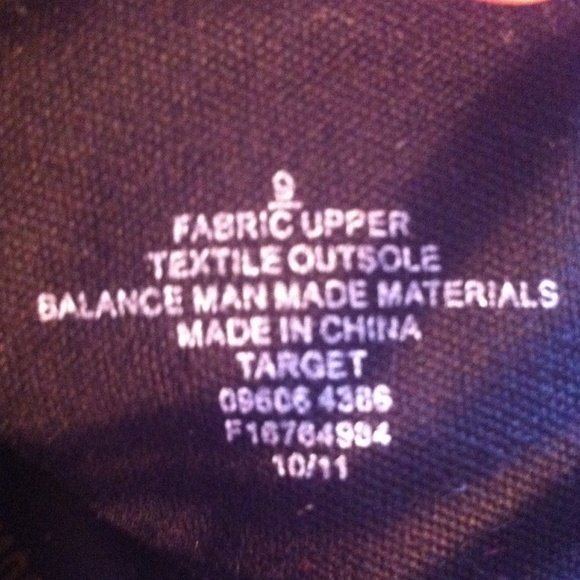 9
FABRIC UPPER
TEXTILE OUTSOLE
BALANCE MAN MADE MATERIALS
MADE IN CHINA
TARGET
09606 4386
F16764984
10/11